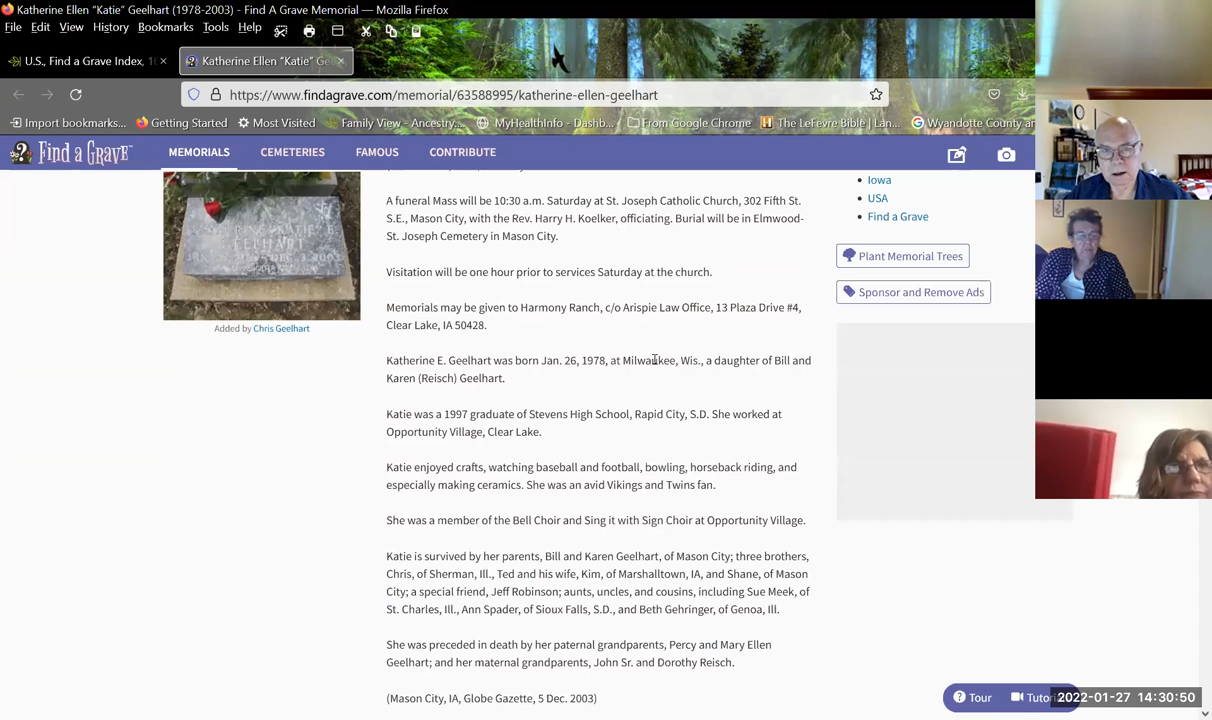 Katherine Ellen "Katie" Geelhart (1978-2003) - Find A Grave Memorial — Mozilla Firefox
File Edit View History Bookmarks Tools Help
U.S., Find a Grave Index, 1
Katherine Ellen "Katie" Gee
https://www.findagrave.com/memorial/63588995/katherine-ellen-geelhart
Import bookmarks... Getting Started Most Visited Family View - Ancestry... MyHealthInfo - Dashb... From Google Chrome The LeFevre Bible | Lan... Wyandotte County an
Find a Grave MEMORIALS CEMETERIES FAMOUS CONTRIBUTE
A funeral Mass will be 10:30 a.m. Saturday at St. Joseph Catholic Church, 302 Fifth St.
S.E., Mason City, with the Rev. Harry H. Koelker, officiating. Burial will be in Elmwood-
St. Joseph Cemetery in Mason City.
Visitation will be one hour prior to services Saturday at the church.
Memorials may be given to Harmony Ranch, c/o Arispie Law Office, 13 Plaza Drive #4,
Clear Lake, IA 50428.
Katherine E. Geelhart was born Jan. 26, 1978, at Milwaukee, Wis., a daughter of Bill and
Karen (Reisch) Geelhart.
Katie was a 1997 graduate of Stevens High School, Rapid City, S.D. She worked at
Opportunity Village, Clear Lake.
Katie enjoyed crafts, watching baseball and football, bowling, horseback riding, and
especially making ceramics. She was an avid Vikings and Twins fan.
She was a member of the Bell Choir and Sing it with Sign Choir at Opportunity Village.
Katie is survived by her parents, Bill and Karen Geelhart, of Mason City; three brothers,
Chris, of Sherman, Ill., Ted and his wife, Kim, of Marshalltown, IA, and Shane, of Mason
City; a special friend, Jeff Robinson; aunts, uncles, and cousins, including Sue Meek, of
St. Charles, Ill., Ann Spader, of Sioux Falls, S.D., and Beth Gehringer, of Genoa, Ill.
She was preceded in death by her paternal grandparents, Percy and Mary Ellen
Geelhart; and her maternal grandparents, John Sr. and Dorothy Reisch.
(Mason City, IA, Globe Gazette, 5 Dec. 2003)
GEELHART
Added by Chris Geelhart
Iowa
USA
Find a Grave
Plant Memorial Trees
Sponsor and Remove Ads
Tour Tutor
2022-01-27 14:30:50